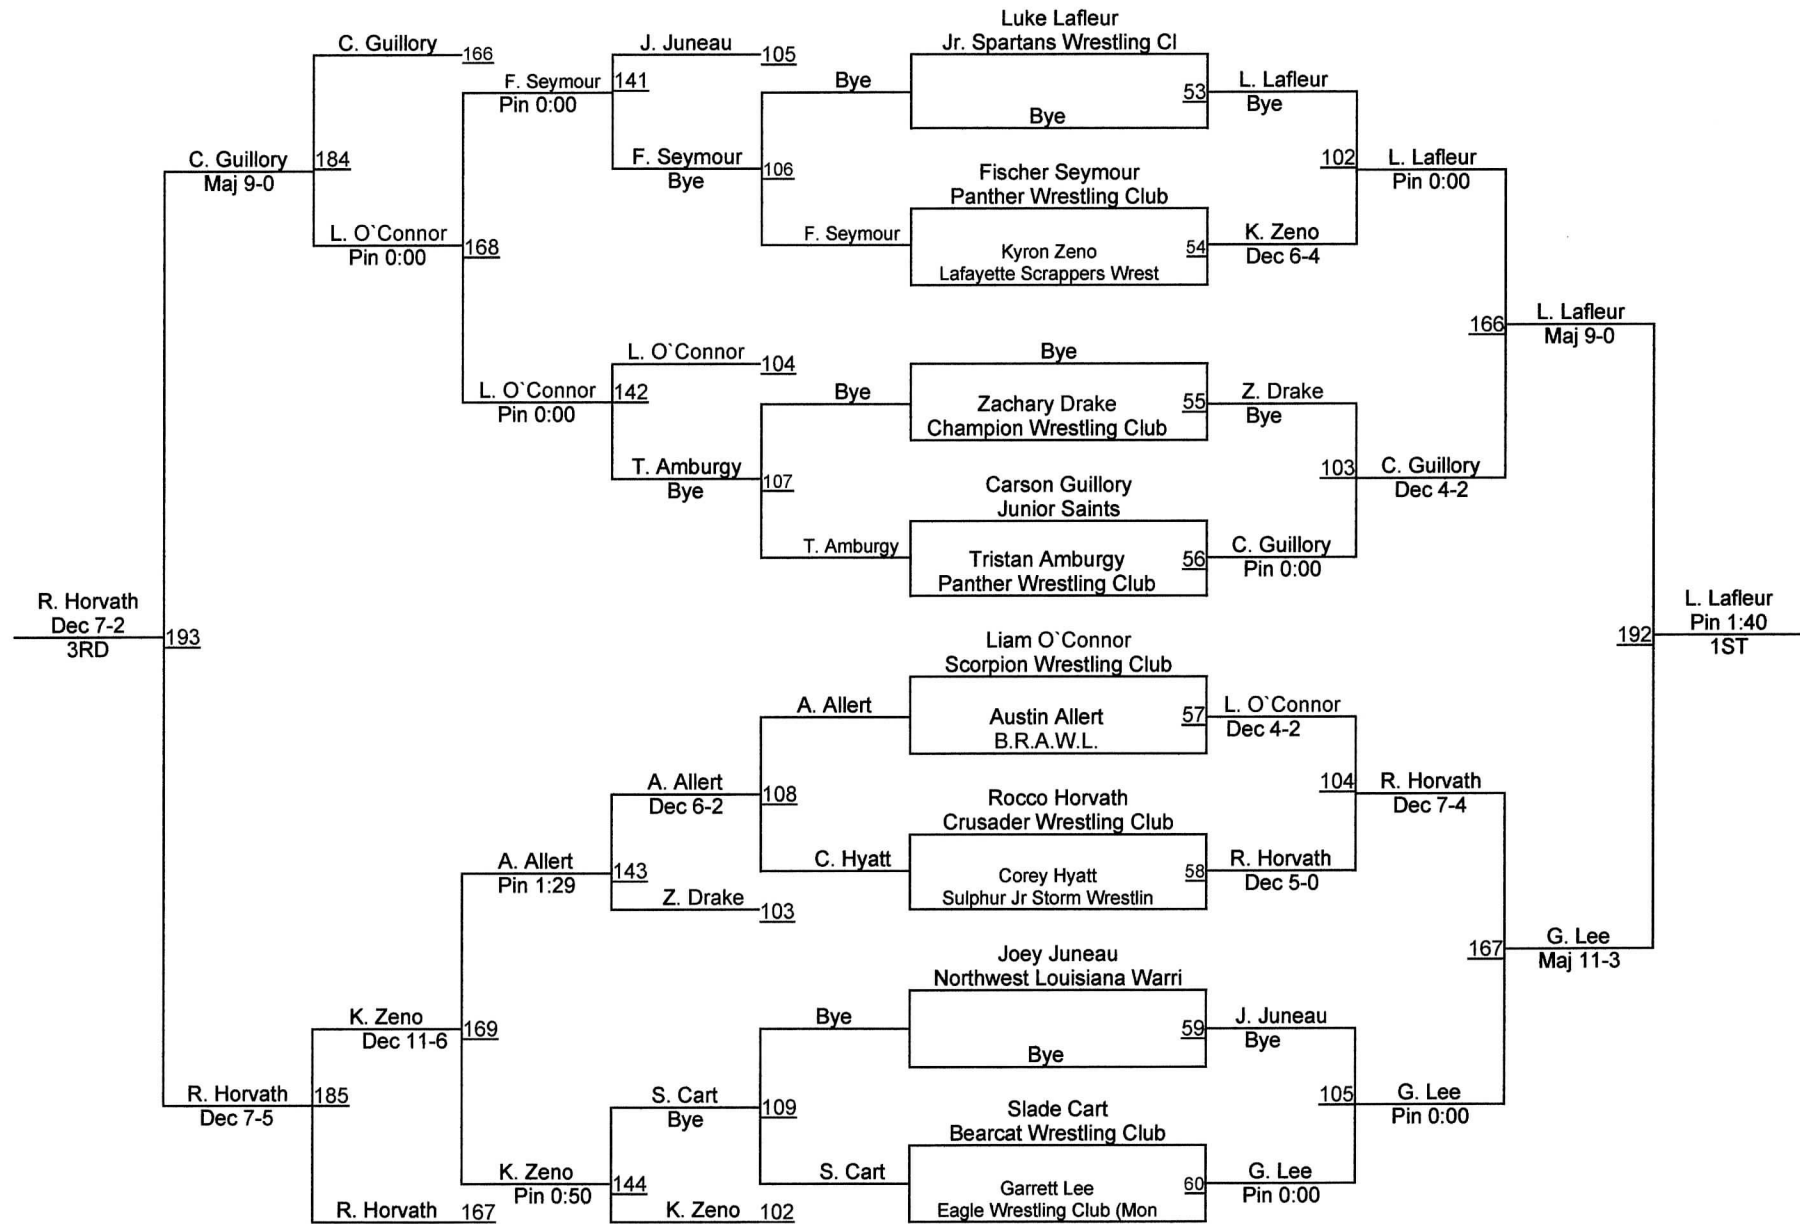 Luke Lafleur
C. Guillory
166
J. Juneau
105
Jr. Spartans Wrestling Cl
F. Seymour
Pin 0:00
141
Bye
53
L. Lafleur
Bye
Bye
C. Guillory
Maj 9-0
184
F. Seymour
Bye
106
Fischer Seymour
Panther Wrestling Club
102
L. Lafleur
Pin 0:00
L. O`Connor
Pin 0:00
168
F. Seymour
Kyron Zeno
Lafayette Scrappers Wrest
54
K. Zeno
Dec 6-4
166
L. Lafleur
Maj 9-0
L. O`Connor
104
Bye
L. O`Connor
Pin 0:00
142
Bye
Zachary Drake
Champion Wrestling Club
55
Z. Drake
Bye
T. Amburgy
Bye
107
Carson Guillory
Junior Saints
103
C. Guillory
Dec 4-2
T. Amburgy
Tristan Amburgy
Panther Wrestling Club
56
C. Guillory
Pin 0:00
R. Horvath
Dec 7-2
3RD
193
192
L. Lafleur
Pin 1:40
1ST
Liam O`Connor
Scorpion Wrestling Club
A. Allert
Austin Allert
B.R.A.W.L.
57
L. O`Connor
Dec 4-2
A. Allert
Dec 6-2
108
Rocco Horvath
Crusader Wrestling Club
104
R. Horvath
Dec 7-4
A. Allert
Pin 1:29
143
C. Hyatt
Corey Hyatt
Sulphur Jr Storm Wrestlin
58
R. Horvath
Dec 5-0
Z. Drake
103
167
G. Lee
Maj 11-3
Joey Juneau
Northwest Louisiana Warri
K. Zeno
Dec 11-6
169
Bye
Bye
59
J. Juneau
Bye
R. Horvath
Dec 7-5
185
S. Cart
Bye
109
Slade Cart
Bearcat Wrestling Club
105
G. Lee
Pin 0:00
K. Zeno
Pin 0:50
144
S. Cart
Garrett Lee
Eagle Wrestling Club (Mon
60
G. Lee
Pin 0:00
R. Horvath
167
K. Zeno
102